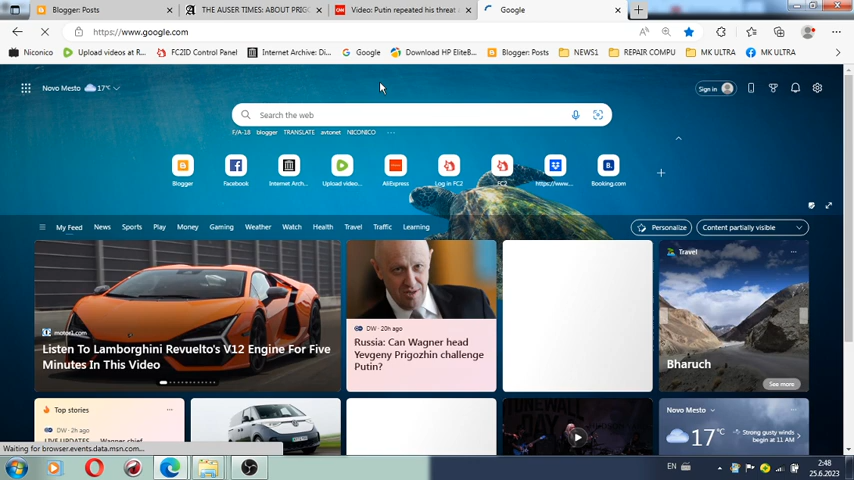 Blogger: Posts
THE AUSER TIMES: ABOUT PRIG
Video: Putin repeated his threat
Google
https://www.google.com
Niconico
Upload videos at R...
FC2ID Control Panel
Internet Archive: Di...
Google
Download HP EliteB...
Blogger: Posts
NEWS1
REPAIR COMPU
MK ULTRA
MK ULTRA
Novo Mesto 17°C
Sign in
Search the web
F/A-18 blogger TRANSLATE avtonet NICONICO ...
Blogger
Facebook
Internet Arch...
Upload video...
AliExpress
Log in FC2
FC2
https://www...
Booking.com
My Feed News Sports Play Money Gaming Weather Watch Health Travel Traffic Learning
Personalize
Content partially visible
motor1.com
Listen To Lamborghini Revuelto's V12 Engine For Five
Minutes In This Video
DW · 20h ago
Russia: Can Wagner head
Yevgeny Prigozhin challenge
Putin?
Travel
Bharuch
See more
Top stories
DW · 2h ago
LIVE UPDATES Wagner chief
STONEWALL
DAY
Novo Mesto
17°C
Strong gusty winds
begin at 11 AM
Waiting for browser.events.data.msn.com...
EN
2:48
25.6.2023